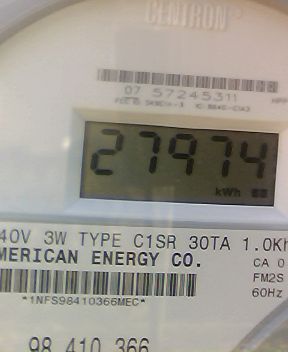 CENTRON
07 57245311
27974
kWh
40V 3W TYPE C1SR 30TA 1.0Kh
MERICAN ENERGY CO.
CA 0
FM2S
60Hz
*1NFS98410366MEC*
98 410 366